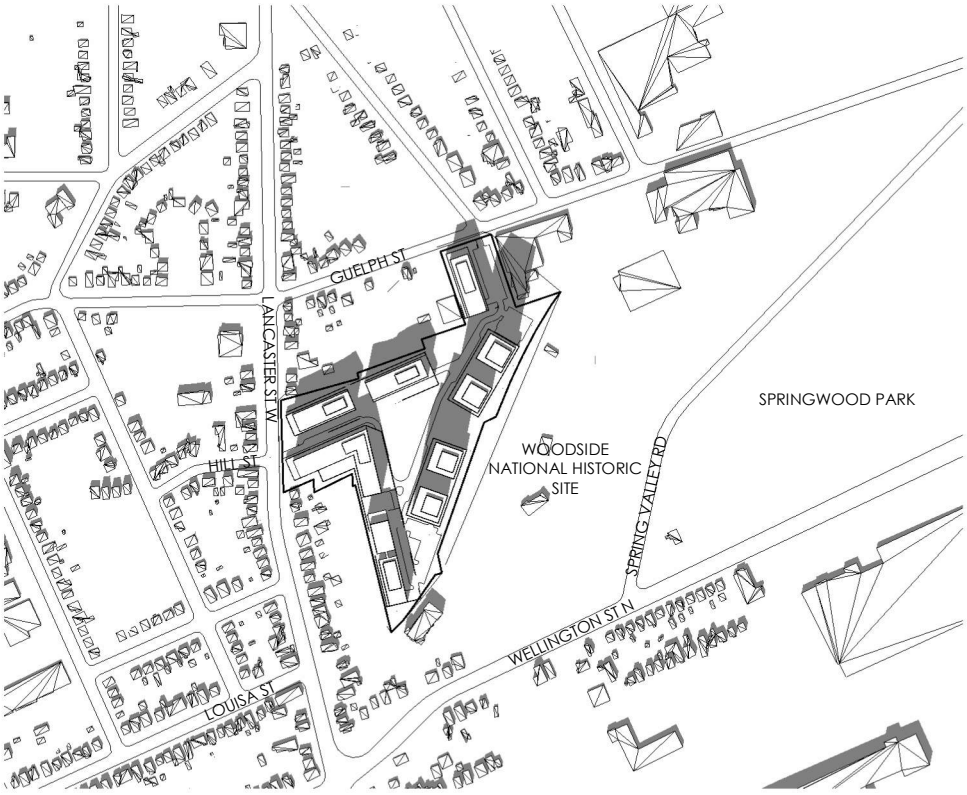 GUELPH ST
LANCASTER ST W
SPRINGWOOD PARK
WOODSIDE
NATIONAL HISTORIC
SITE
HILL ST
SPRING VALLEY RD
WELLINGTON ST N
LOUISA ST